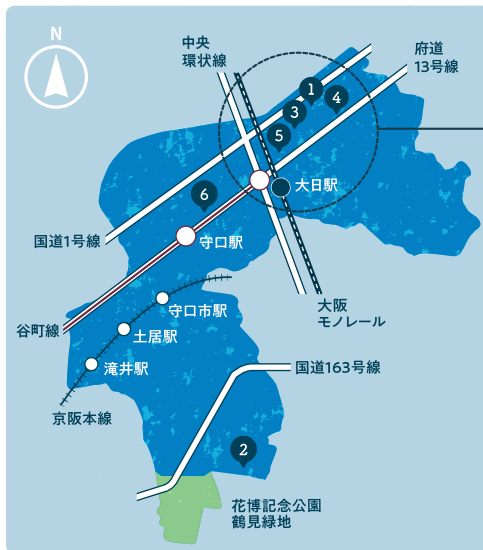 N
中央
環状線
府道
13号線
1
3
4
5
大日駅
6
国道1号線
守口駅
大阪
モノレール
谷町線
守口市駅
土居駅
滝井駅
国道163号線
京阪本線
2
花博記念公園
鶴見緑地